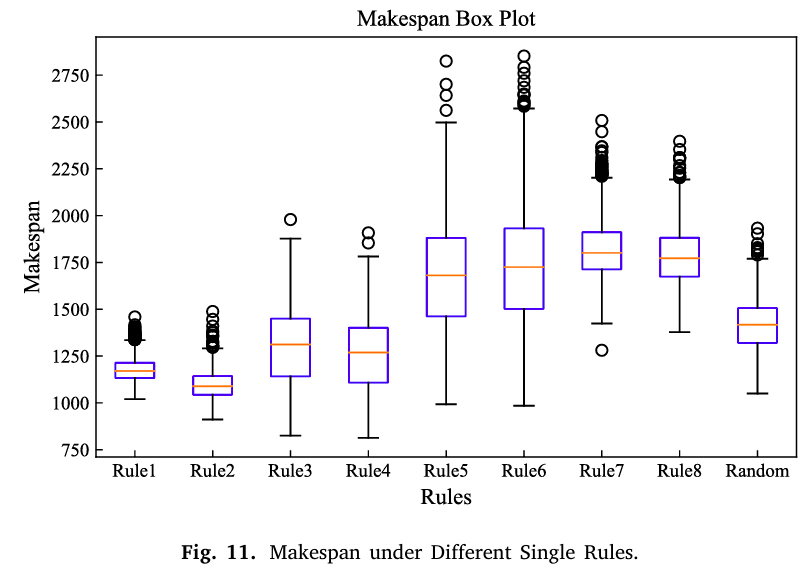 Makespan Box Plot
2750
2500
2250
2000
1750
1500
1250
1000
750
Makespan
Rule1 Rule2 Rule3 Rule4 Rule5 Rule6 Rule7 Rule8 Random
Rules
Fig. 11. Makespan under Different Single Rules.